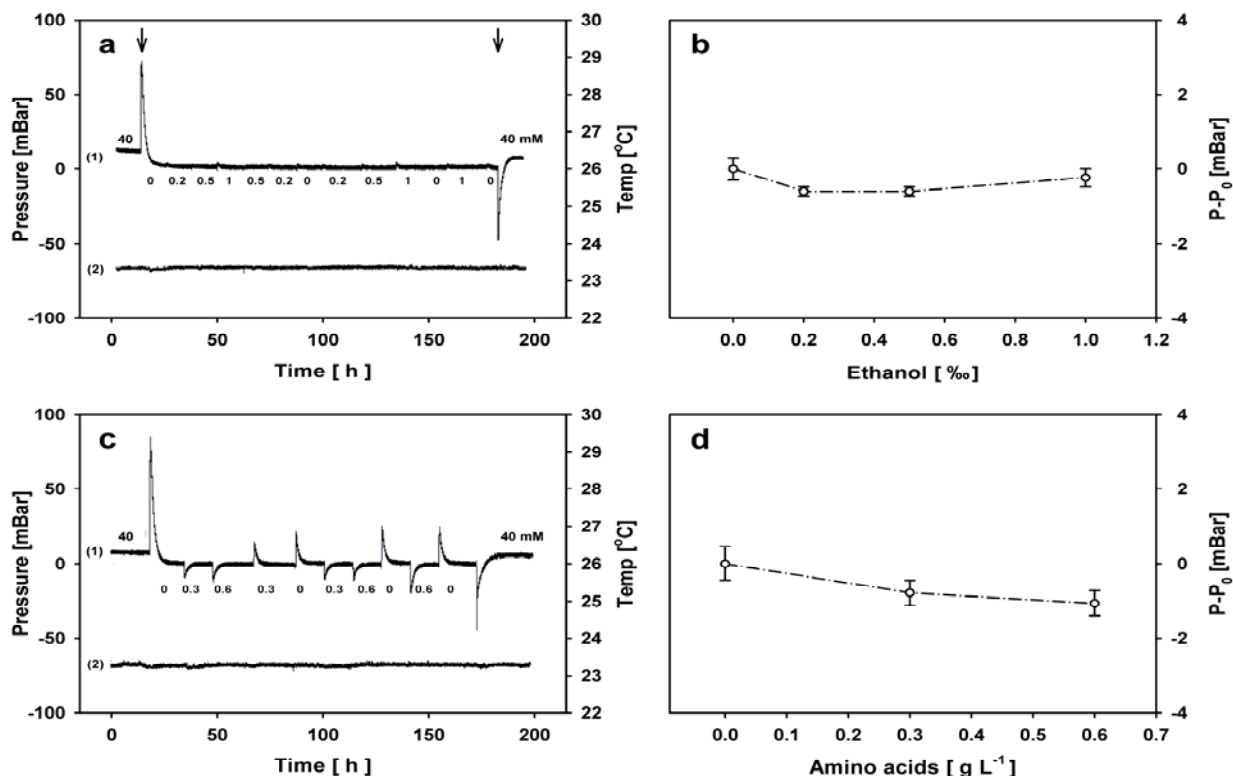 a
b
100
50
0
-50
-100
Pressure [mBar]
30
29
28
27
26
25
24
23
22
Temp [°C]
40
40 mM
(1)
0 0.2 0.5 1 0.5 0.2 0 0.2 0.5 1 0 1 0
(2)
0 50 100 150 200
Time [ h ]
4
2
0
-2
-4
P-P0 [mBar]
0.0 0.2 0.4 0.6 0.8 1.0 1.2
Ethanol [ ‰]
c
d
100
50
0
-50
-100
Pressure [mBar]
30
29
28
27
26
25
24
23
22
Temp [°C]
40
40 mM
(1)
0 0.3 0.6 0.3 0 0.3 0.6 0 0.6 0
(2)
0 50 100 150 200
Time [ h ]
4
2
0
-2
-4
P-P0 [mBar]
0.0 0.1 0.2 0.3 0.4 0.5 0.6 0.7
Amino acids [ g L-1 ]